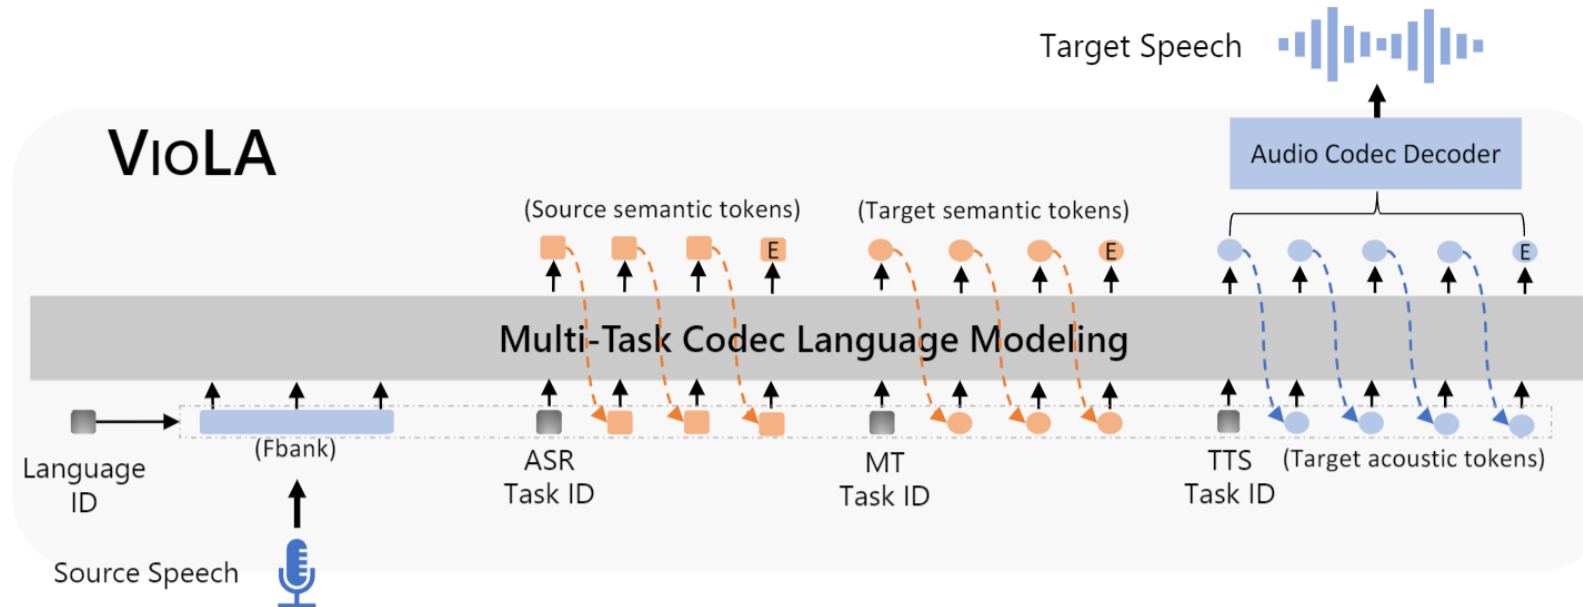 Target Speech
VIOLA
Audio Codec Decoder
(Source semantic tokens)
(Target semantic tokens)
E
E
E
Multi-Task Codec Language Modeling
(Fbank)
Language
ID
ASR
Task ID
MT
Task ID
TTS
Task ID
(Target acoustic tokens)
Source Speech